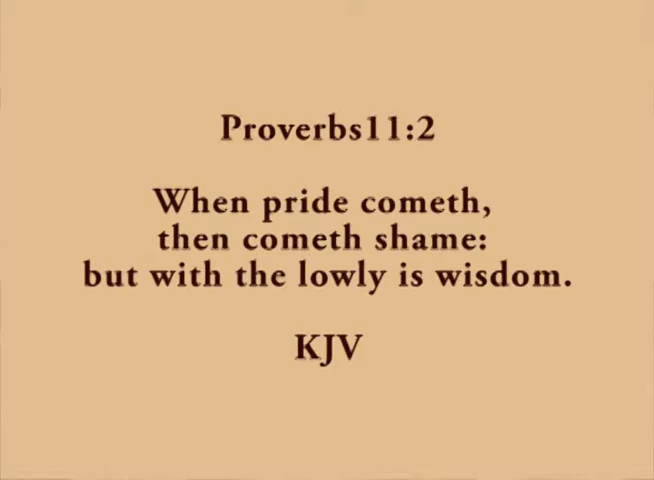 Proverbs11:2
When pride cometh,
then cometh shame:
but with the lowly is wisdom.
KJV